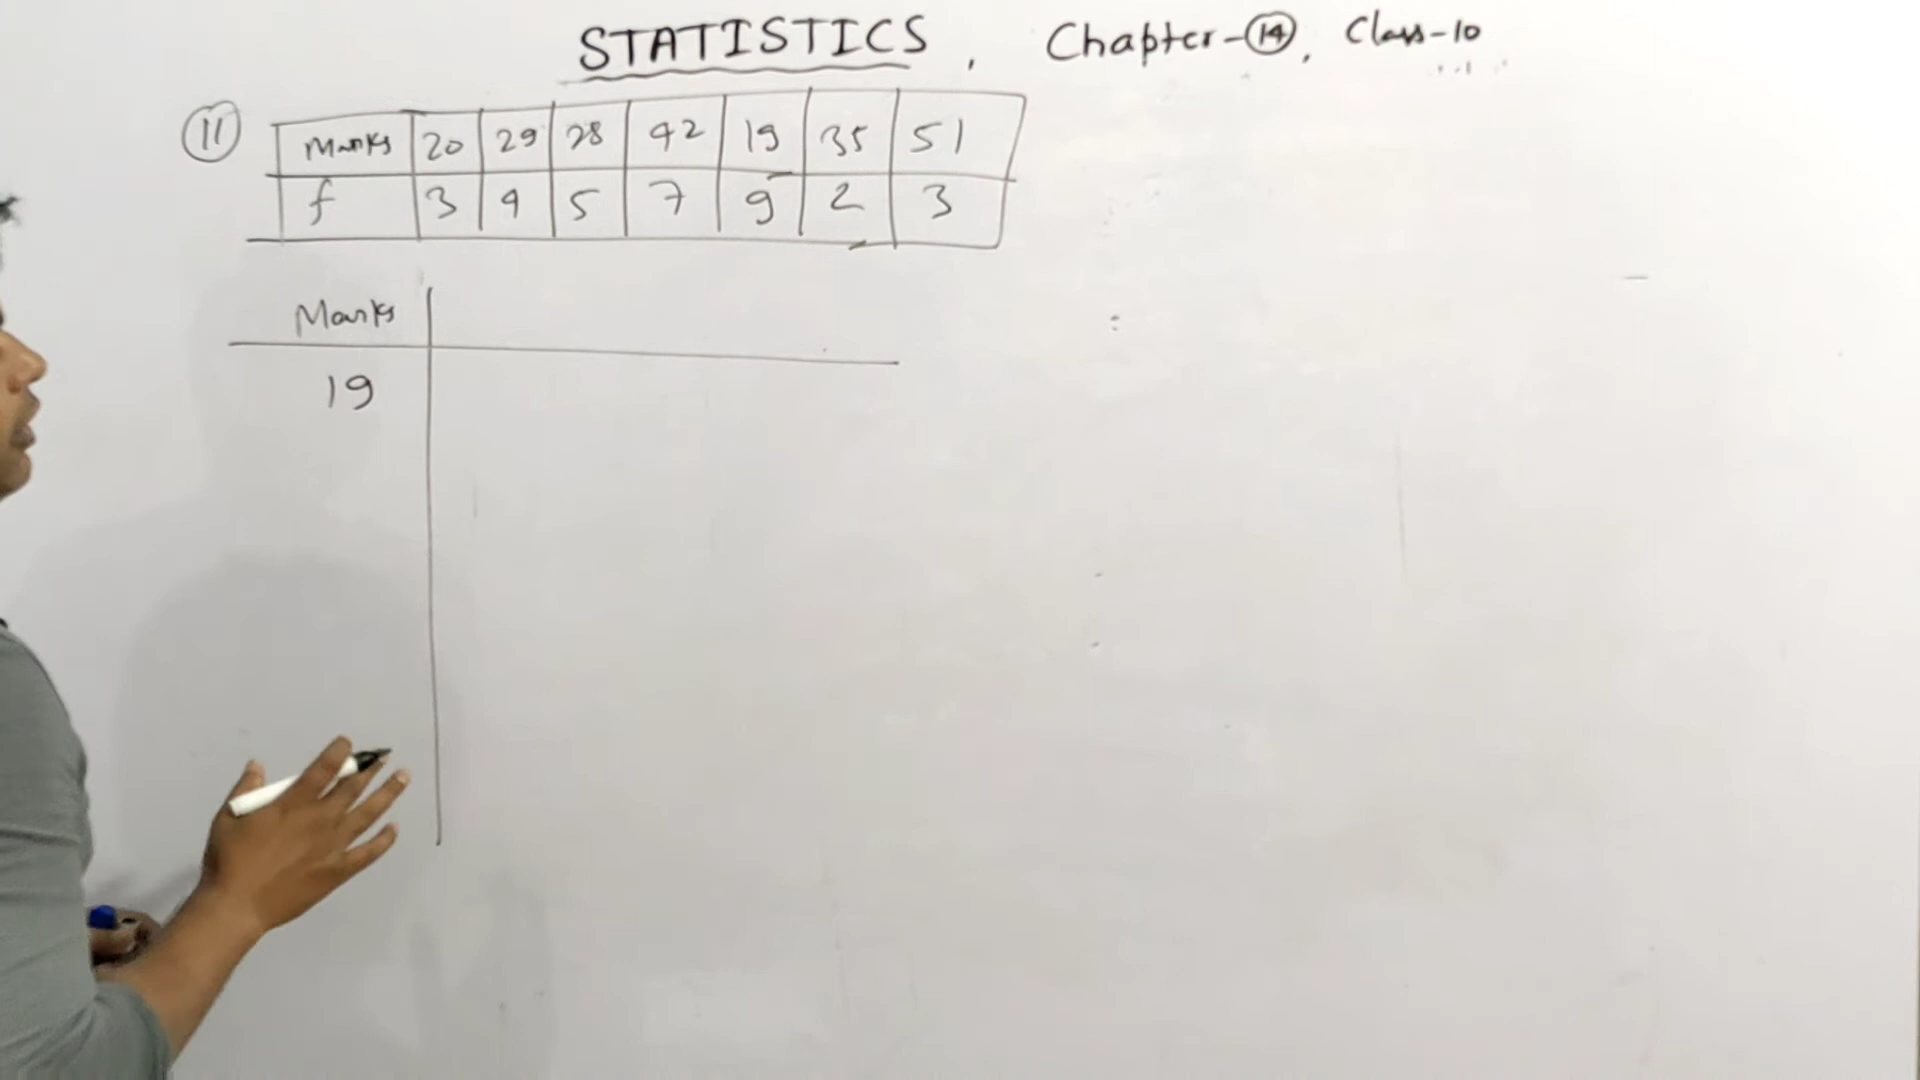 STATISTICS, Chapter-14, Class-10
11 Marks 20 29 28 42 19 35 51
f 3 4 5 7 9 2 3
Marks
19